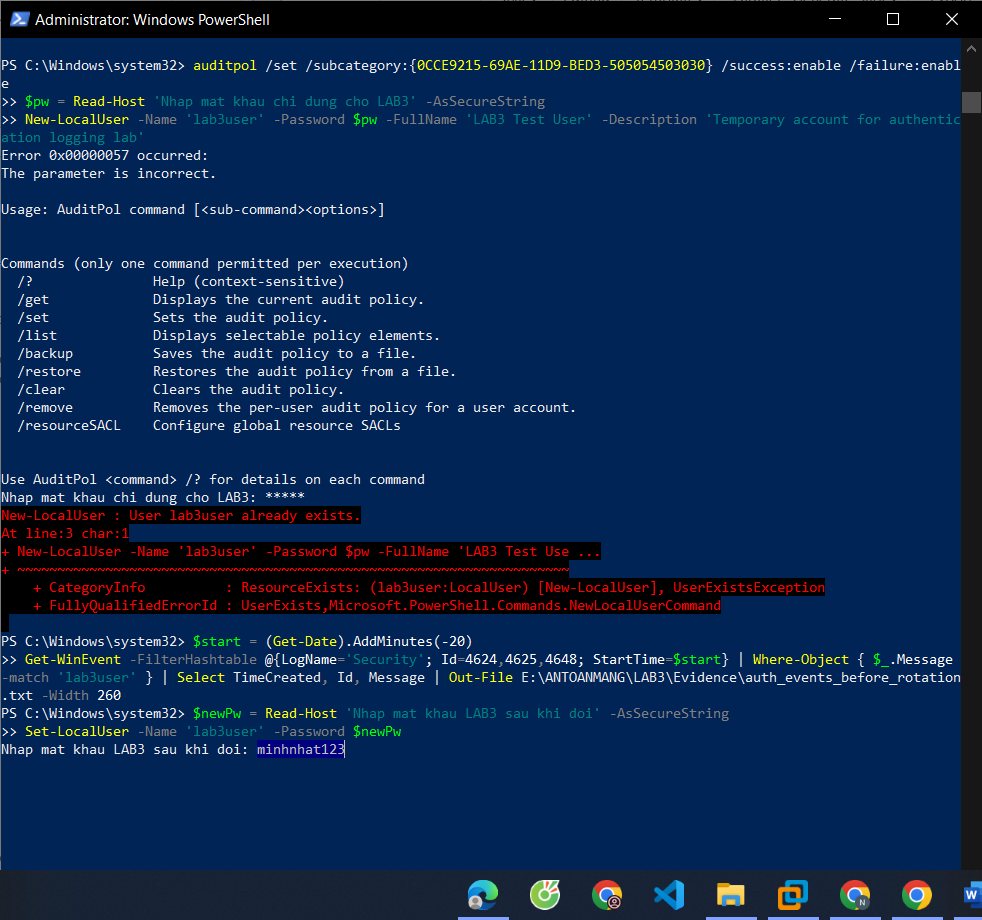 Administrator: Windows PowerShell
PS C:\Windows\system32> auditpol /set /subcategory:{0CCE9215-69AE-11D9-BED3-505054503030} /success:enable /failure:enabl
e
>> $pw = Read-Host 'Nhap mat khau chi dung cho LAB3' -AsSecureString
>> New-LocalUser -Name 'lab3user' -Password $pw -FullName 'LAB3 Test User' -Description 'Temporary account for authentic
ation logging lab'
Error 0x00000057 occurred:
The parameter is incorrect.
Usage: AuditPol command [<sub-command><options>]
Commands (only one command permitted per execution)
/? Help (context-sensitive)
/get Displays the current audit policy.
/set Sets the audit policy.
/list Displays selectable policy elements.
/backup Saves the audit policy to a file.
/restore Restores the audit policy from a file.
/clear Clears the audit policy.
/remove Removes the per-user audit policy for a user account.
/resourceSACL Configure global resource SACLs
Use AuditPol <command> /? for details on each command
Nhap mat khau chi dung cho LAB3: *****
New-LocalUser : User lab3user already exists.
At line:3 char:1
+ New-LocalUser -Name 'lab3user' -Password $pw -FullName 'LAB3 Test Use ...
+ ~~~~~~~~~~~~~~~~~~~~~~~~~~~~~~~~~~~~~~~~~~~~~~~~~~~~~~~~~~~~~~~~~~~~~
+ CategoryInfo : ResourceExists: (lab3user:LocalUser) [New-LocalUser], UserExistsException
+ FullyQualifiedErrorId : UserExists,Microsoft.PowerShell.Commands.NewLocalUserCommand
PS C:\Windows\system32> $start = (Get-Date).AddMinutes(-20)
>> Get-WinEvent -FilterHashtable @{LogName='Security'; Id=4624,4625,4648; StartTime=$start} | Where-Object { $_.Message
-match 'lab3user' } | Select TimeCreated, Id, Message | Out-File E:\ANTOANMANG\LAB3\Evidence\auth_events_before_rotation
.txt -Width 260
PS C:\Windows\system32> $newPw = Read-Host 'Nhap mat khau LAB3 sau khi doi' -AsSecureString
>> Set-LocalUser -Name 'lab3user' -Password $newPw
Nhap mat khau LAB3 sau khi doi: minhnhat123
N
W